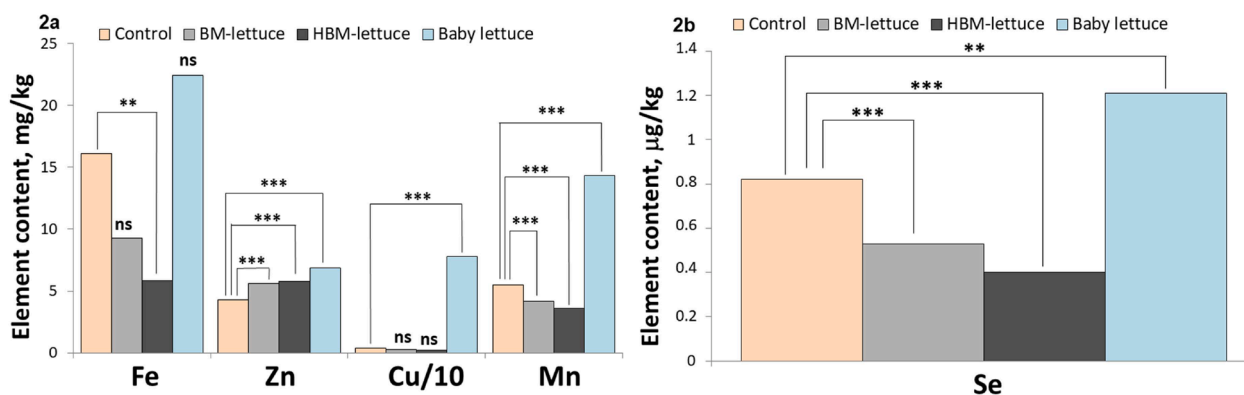 2a
Control BM-lettuce HBM-lettuce Baby lettuce
Element content, mg/kg
25
20
15
10
5
0
ns
**
ns
***
***
***
***
ns
ns
***
***
***
Fe Zn Cu/10 Mn
2b
Control BM-lettuce HBM-lettuce Baby lettuce
Element content, µg/kg
1.4
1.2
1
0.8
0.6
0.4
0.2
0
**
***
***
Se